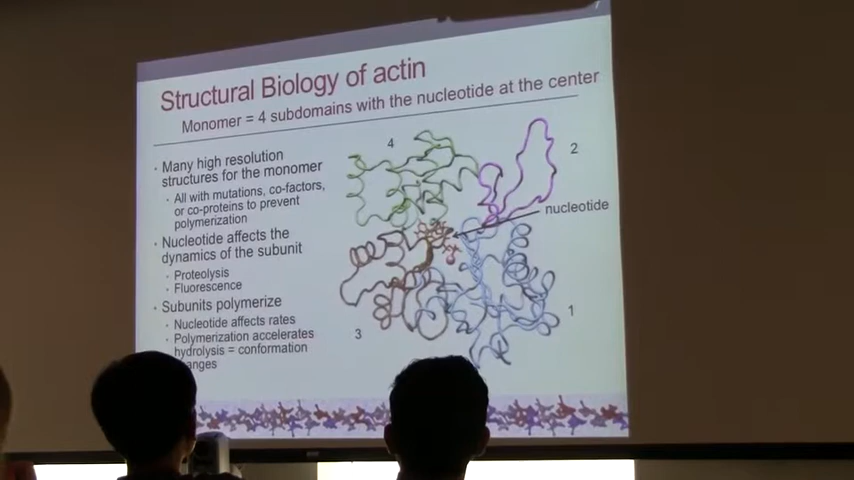 Structural Biology of actin
Monomer = 4 subdomains with the nucleotide at the center
• Many high resolution
structures for the monomer
• All with mutations, co-factors,
or co-proteins to prevent
polymerization
• Nucleotide affects the
dynamics of the subunit
• Proteolysis
• Fluorescence
• Subunits polymerize
• Nucleotide affects rates
• Polymerization accelerates
hydrolysis = conformation
anges
4
2
nucleotide
1
3